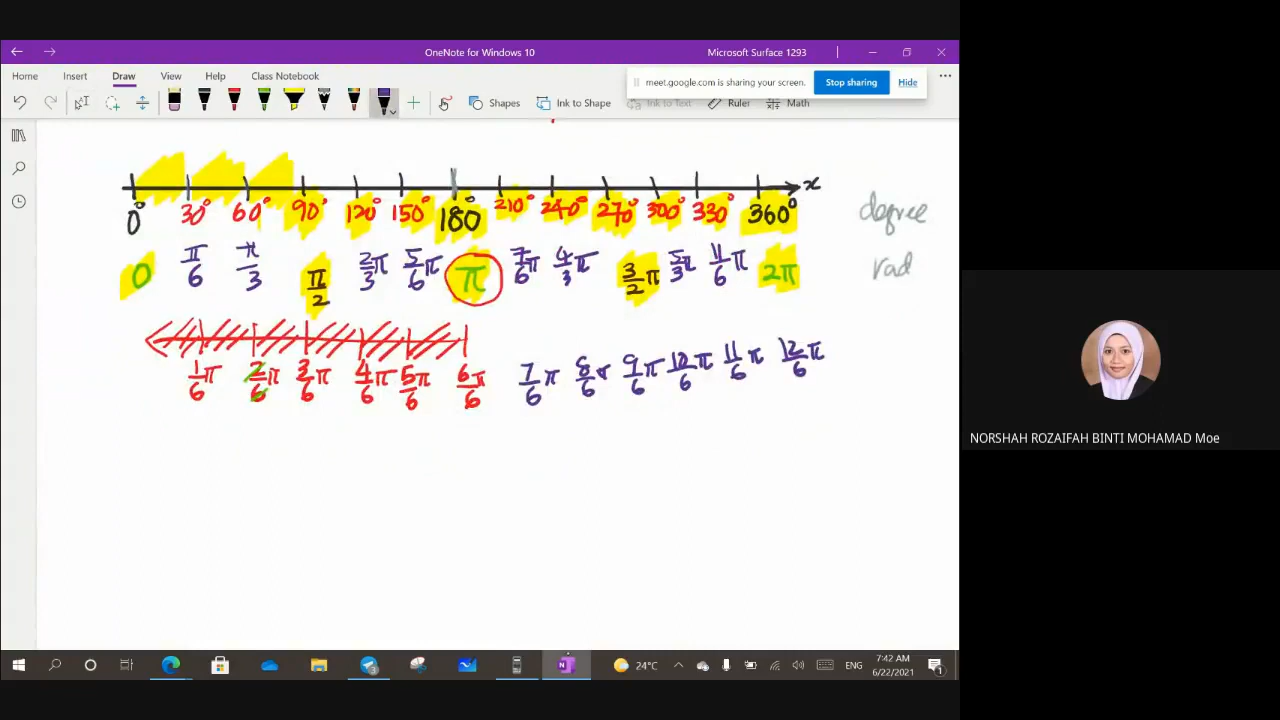 OneNote for Windows 10
Microsoft Surface 1293
Home Insert Draw View Help Class Notebook
meet.google.com is sharing your screen. Stop sharing Hide
Shapes Ink to Shape Ink to Text Ruler Math
x
0° 30° 60° 90° 120° 150° 180° 210° 240° 270° 300° 330° 360° degree
0 π/6 π/3 π/2 2/3π 5/6π π 7/6π 4/3π 3/2π 5/3π 11/6π 2π rad
1/6π 2/6π 3/6π 4/6π 5/6π 6/6π 7/6π 8/6π 9/6π 10/6π 11/6π 12/6π
NORSHAH ROZAIFAH BINTI MOHAMAD Moe
24°C ENG
7:42 AM
6/22/2021